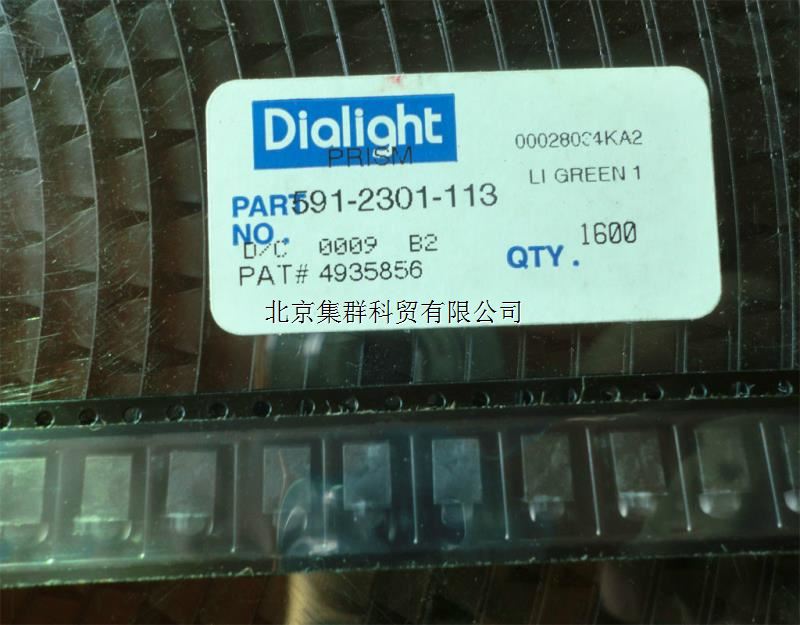 Dialight
PRISM
00028034KA2
LI GREEN 1
PART 591-2301-113
NO.
D/C 0009 B2
QTY. 1600
PAT# 4935856
北京集群科贸有限公司